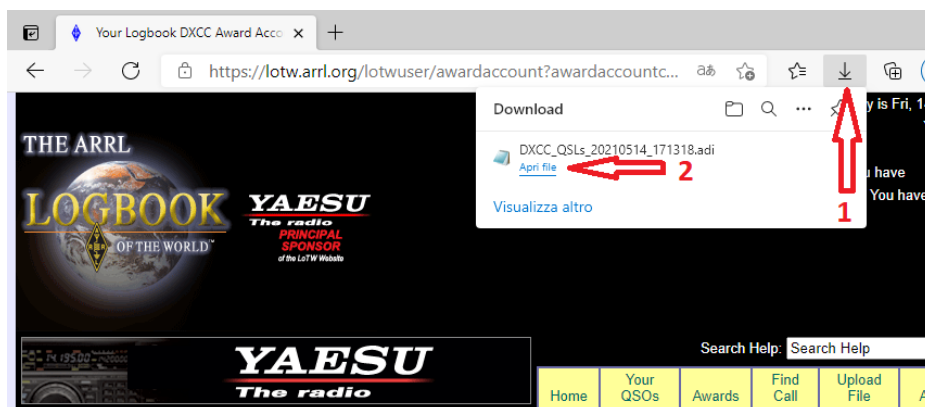 Your Logbook DXCC Award Acco
https://lotw.arrl.org/lotwuser/awardaccount?awardaccountc...
Download
y is Fri, 1
DXCC_QSLs_20210514_171318.adi
Apri file
2
u have
You have
Visualizza altro
1
THE ARRL
LOGBOOK
OF THE WORLD
YAESU
The radio
PRINCIPAL
SPONSOR
of the LoTW Website
YAESU
The radio
Search Help: Search Help
Home
Your
QSOs
Awards
Find
Call
Upload
File
A